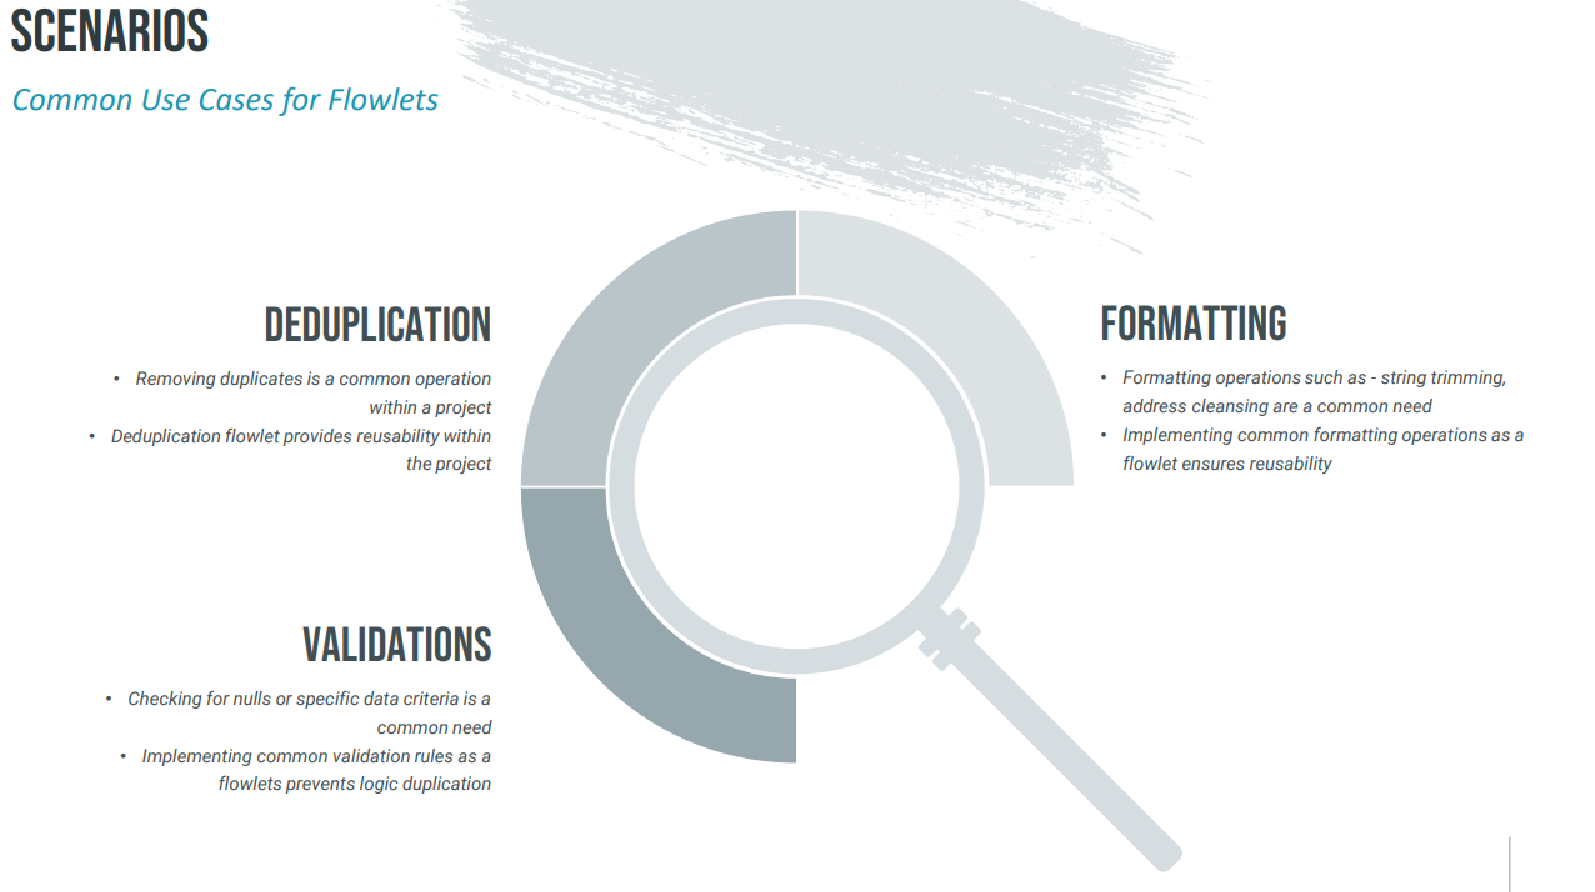 SCENARIOS
Common Use Cases for Flowlets
DEDUPLICATION
• Removing duplicates is a common operation
within a project
• Deduplication flowlet provides reusability within
the project
FORMATTING
• Formatting operations such as - string trimming,
address cleansing are a common need
• Implementing common formatting operations as a
flowlet ensures reusability
VALIDATIONS
• Checking for nulls or specific data criteria is a
common need
• Implementing common validation rules as a
flowlets prevents logic duplication